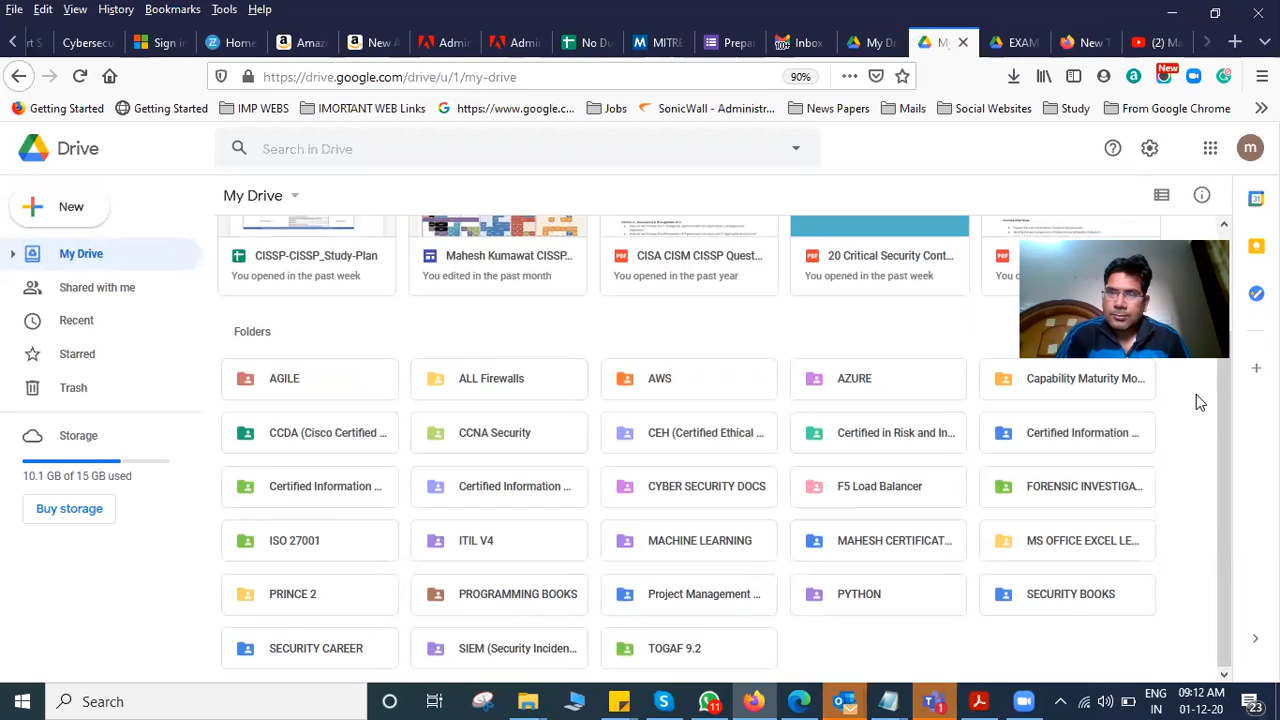 File Edit View History Bookmarks Tools Help
Cybersecu
Sign in
Home
Amazo
New A
Admin
Admin
No Du
MITRE
Prepar
Inbox
My D
EXAM
New T
(2) Ma
https://drive.google.com/drive/u/1/my-drive
90%
New
Getting Started
Getting Started
IMP WEBS
IMORTANT WEB Links
https://www.google.c...
Jobs
SonicWall - Administr...
News Papers
Mails
Social Websites
Study
From Google Chrome
Drive
Search in Drive
m
New
My Drive
My Drive
Shared with me
Recent
Starred
Trash
Storage
10.1 GB of 15 GB used
Buy storage
CISSP-CISSP_Study-Plan
You opened in the past week
Mahesh Kumawat CISSP...
You edited in the past month
CISA CISM CISSP Quest...
You opened in the past year
20 Critical Security Cont...
You opened in the past week
Folders
AGILE
ALL Firewalls
AWS
AZURE
Capability Maturity Mo...
CCDA (Cisco Certified ...
CCNA Security
CEH (Certified Ethical ...
Certified in Risk and In...
Certified Information ...
Certified Information ...
Certified Information ...
CYBER SECURITY DOCS
F5 Load Balancer
FORENSIC INVESTIGA...
ISO 27001
ITIL V4
MACHINE LEARNING
MAHESH CERTIFICAT...
MS OFFICE EXCEL LE...
PRINCE 2
PROGRAMMING BOOKS
Project Management ...
PYTHON
SECURITY BOOKS
SECURITY CAREER
SIEM (Security Inciden...
TOGAF 9.2
Search
11
1
ENG
IN
09:12 AM
01-12-20
23